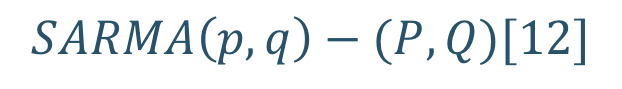 SARMA(p, q) − (P, Q)[12]